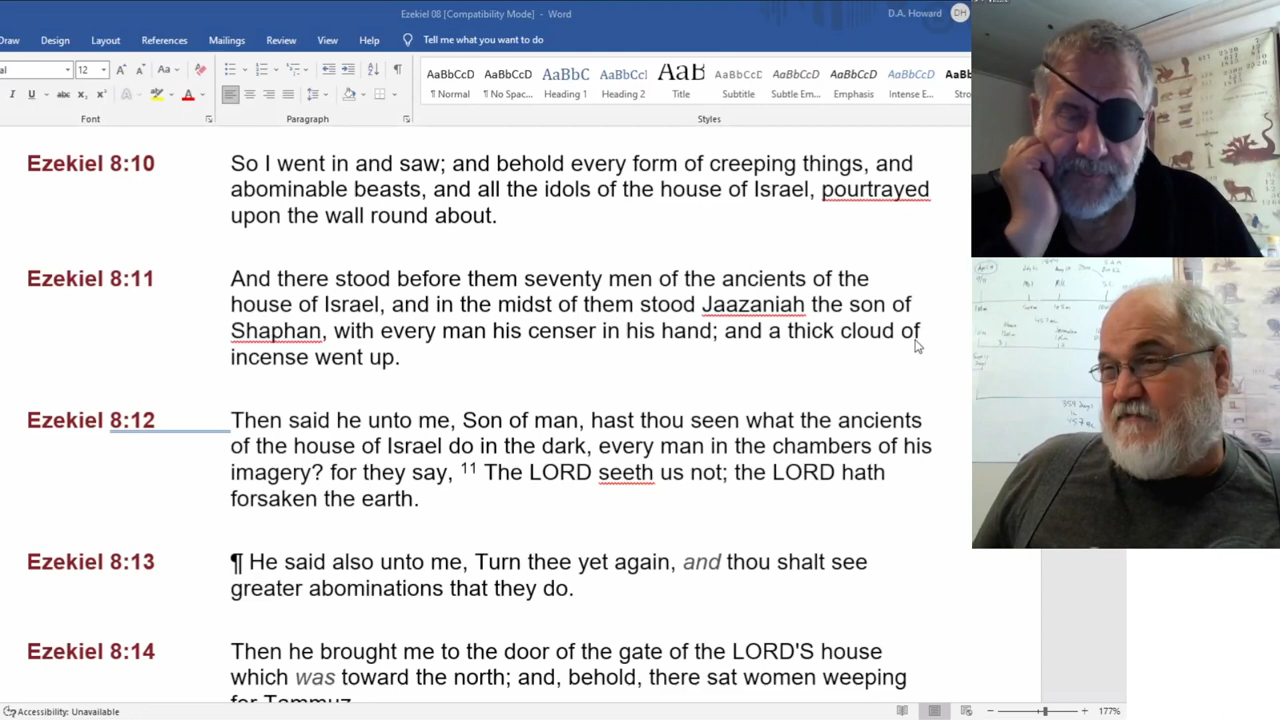 Ezekiel 08 [Compatibility Mode] - Word
D.A. Howard
DH
Draw Design Layout References Mailings Review View Help Tell me what you want to do
12
AaBbCcD AaBbCcD AaBbC AaBbCcI AaB AaBbCcD AaBbCcD AaBbCcD AaBbCcD
¶ Normal ¶ No Spac... Heading 1 Heading 2 Title Subtitle Subtle Em... Emphasis Intense E...
Font Paragraph Styles
Ezekiel 8:10 So I went in and saw; and behold every form of creeping things, and
abominable beasts, and all the idols of the house of Israel, pourtrayed
upon the wall round about.
Ezekiel 8:11 And there stood before them seventy men of the ancients of the
house of Israel, and in the midst of them stood Jaazaniah the son of
Shaphan, with every man his censer in his hand; and a thick cloud of
incense went up.
Ezekiel 8:12 Then said he unto me, Son of man, hast thou seen what the ancients
of the house of Israel do in the dark, every man in the chambers of his
imagery? for they say, 11 The LORD seeth us not; the LORD hath
forsaken the earth.
Ezekiel 8:13 ¶ He said also unto me, Turn thee yet again, and thou shalt see
greater abominations that they do.
Ezekiel 8:14 Then he brought me to the door of the gate of the LORD'S house
which was toward the north; and, behold, there sat women weeping
for Tammuz
Accessibility: Unavailable
177%